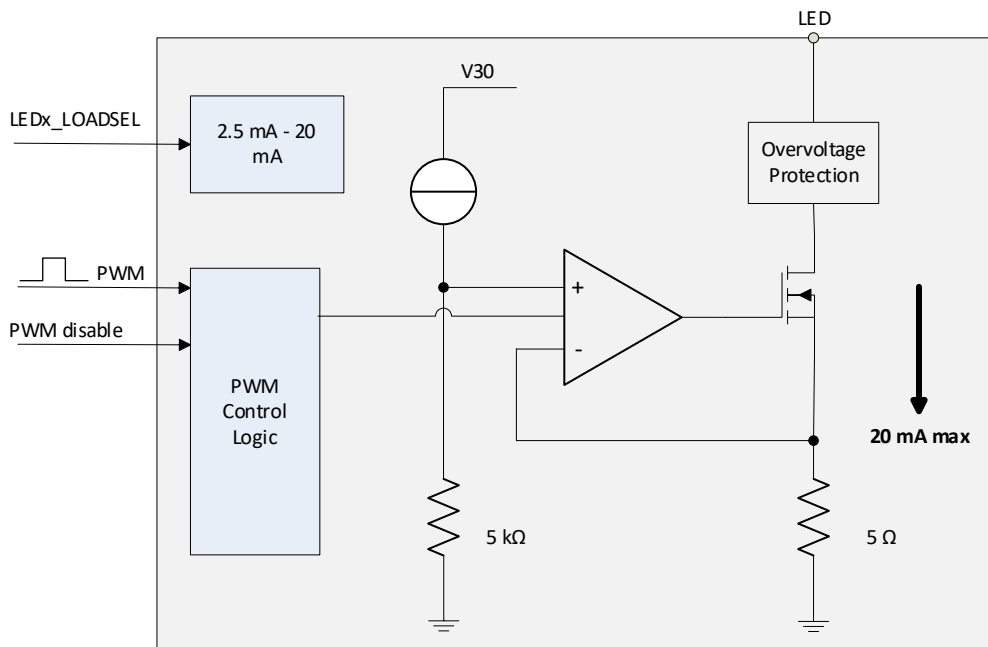 LED
V30
LEDx_LOADSEL
2.5 mA - 20
mA
Overvoltage
Protection
PWM
+
PWM disable
-
PWM
Control
Logic
20 mA max
5 kΩ
5 Ω